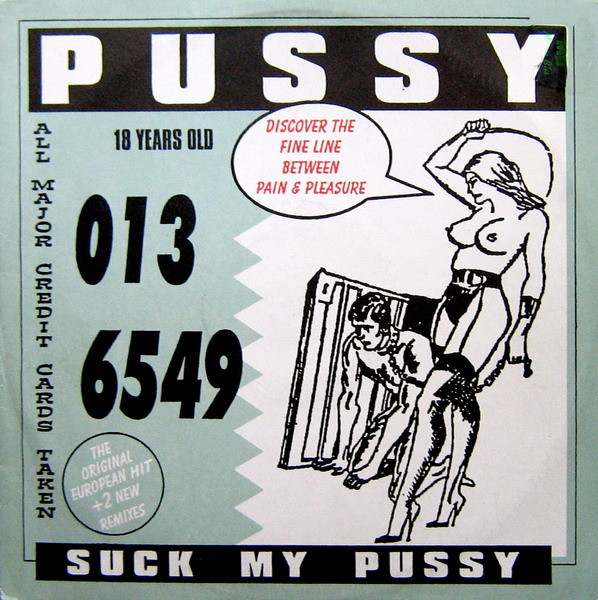 PUSSY
18 YEARS OLD
013
6549
ALL MAJOR CREDIT CARDS TAKEN
DISCOVER THE
FINE LINE
BETWEEN
PAIN & PLEASURE
THE
ORIGINAL
EUROPEAN HIT
+2 NEW
REMIXES
SUCK MY PUSSY